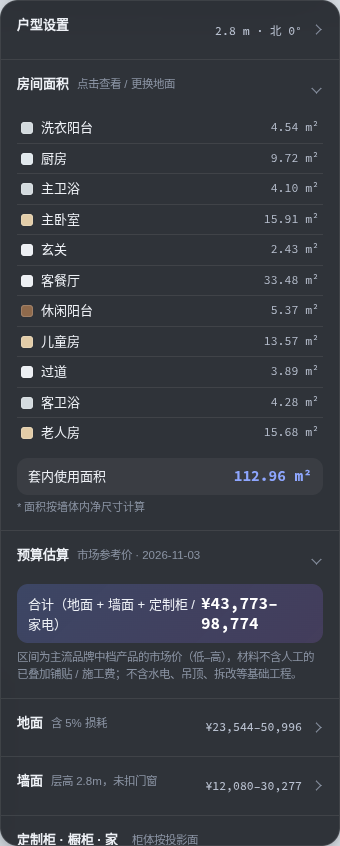 户型设置 2.8 m · 北 0°
房间面积 点击查看 / 更换地面
洗衣阳台 4.54 m²
厨房 9.72 m²
主卫浴 4.10 m²
主卧室 15.91 m²
玄关 2.43 m²
客餐厅 33.48 m²
休闲阳台 5.37 m²
儿童房 13.57 m²
过道 3.89 m²
客卫浴 4.28 m²
老人房 15.68 m²
套内使用面积 112.96 m²
* 面积按墙体内净尺寸计算
预算估算 市场参考价 · 2026-11-03
合计（地面 + 墙面 + 定制柜 / ¥43,773–
家电） 98,774
区间为主流品牌中档产品的市场价（低–高），材料不含人工的
已叠加铺贴 / 施工费；不含水电、吊顶、拆改等基础工程。
地面 含 5% 损耗 ¥23,544–50,996
墙面 层高 2.8m，未扣门窗 ¥12,080–30,277
定制柜 · 橱柜 · 家 柜体按投影面